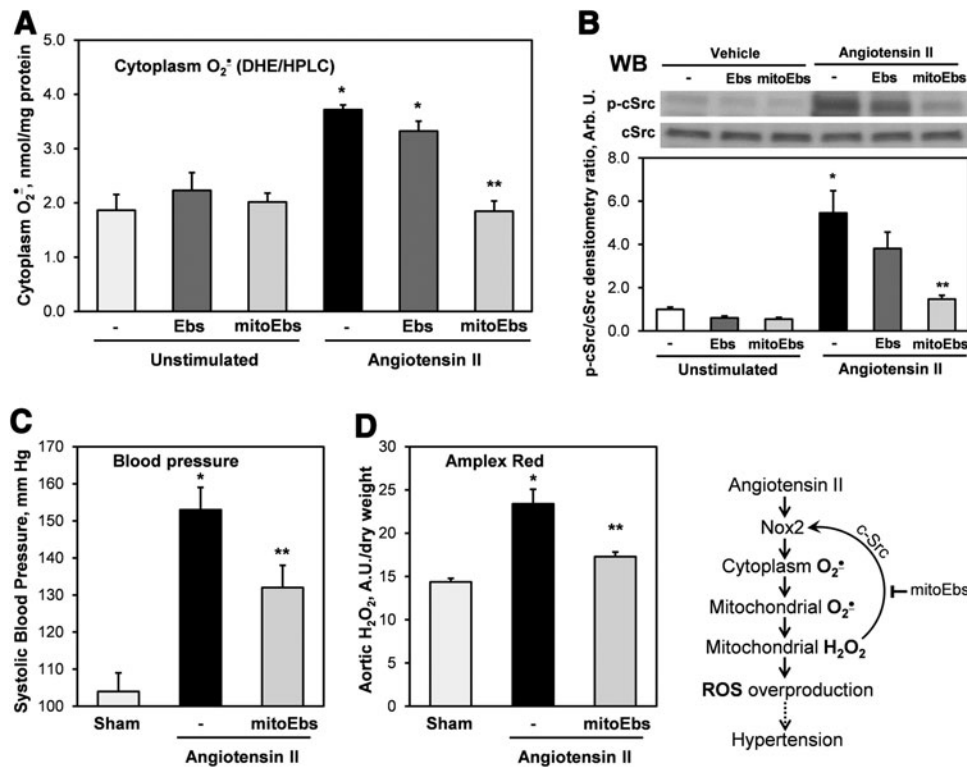 A
Cytoplasm O₂•̲ (DHE/HPLC)
Cytoplasm O₂•̲, nmol/mg protein
5.0
4.0
3.0
2.0
1.0
0.0
*
*
**
- Ebs mitoEbs - Ebs mitoEbs
Unstimulated Angiotensin II
B
WB
Vehicle Angiotensin II
- Ebs mitoEbs - Ebs mitoEbs
p-cSrc
cSrc
p-cSrc/cSrc densitometry ratio, Arb. U.
8.0
6.0
4.0
2.0
0.0
*
**
- Ebs mitoEbs - Ebs mitoEbs
Unstimulated Angiotensin II
C
Blood pressure
Systolic Blood Pressure, mm Hg
170
160
150
140
130
120
110
100
*
**
Sham - mitoEbs
Angiotensin II
D
Amplex Red
Aortic H₂O₂, A.U./dry weight
30
25
20
15
10
5
0
*
**
Sham - mitoEbs
Angiotensin II
Angiotensin II
Nox2
c-Src
Cytoplasm O₂•̲
mitoEbs
Mitochondrial O₂•̲
Mitochondrial H₂O₂
ROS overproduction
Hypertension